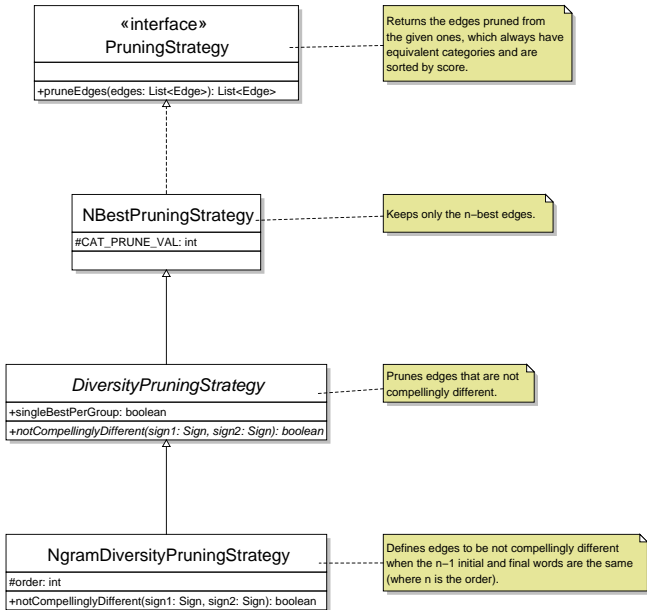 «interface»
PruningStrategy
+pruneEdges(edges: List<Edge>): List<Edge>
Returns the edges pruned from
the given ones, which always have
equivalent categories and are
sorted by score.
NBestPruningStrategy
#CAT_PRUNE_VAL: int
Keeps only the n−best edges.
DiversityPruningStrategy
+singleBestPerGroup: boolean
+notCompellinglyDifferent(sign1: Sign, sign2: Sign): boolean
Prunes edges that are not
compellingly different.
NgramDiversityPruningStrategy
#order: int
+notCompellinglyDifferent(sign1: Sign, sign2: Sign): boolean
Defines edges to be not compellingly different
when the n−1 initial and final words are the same
(where n is the order).